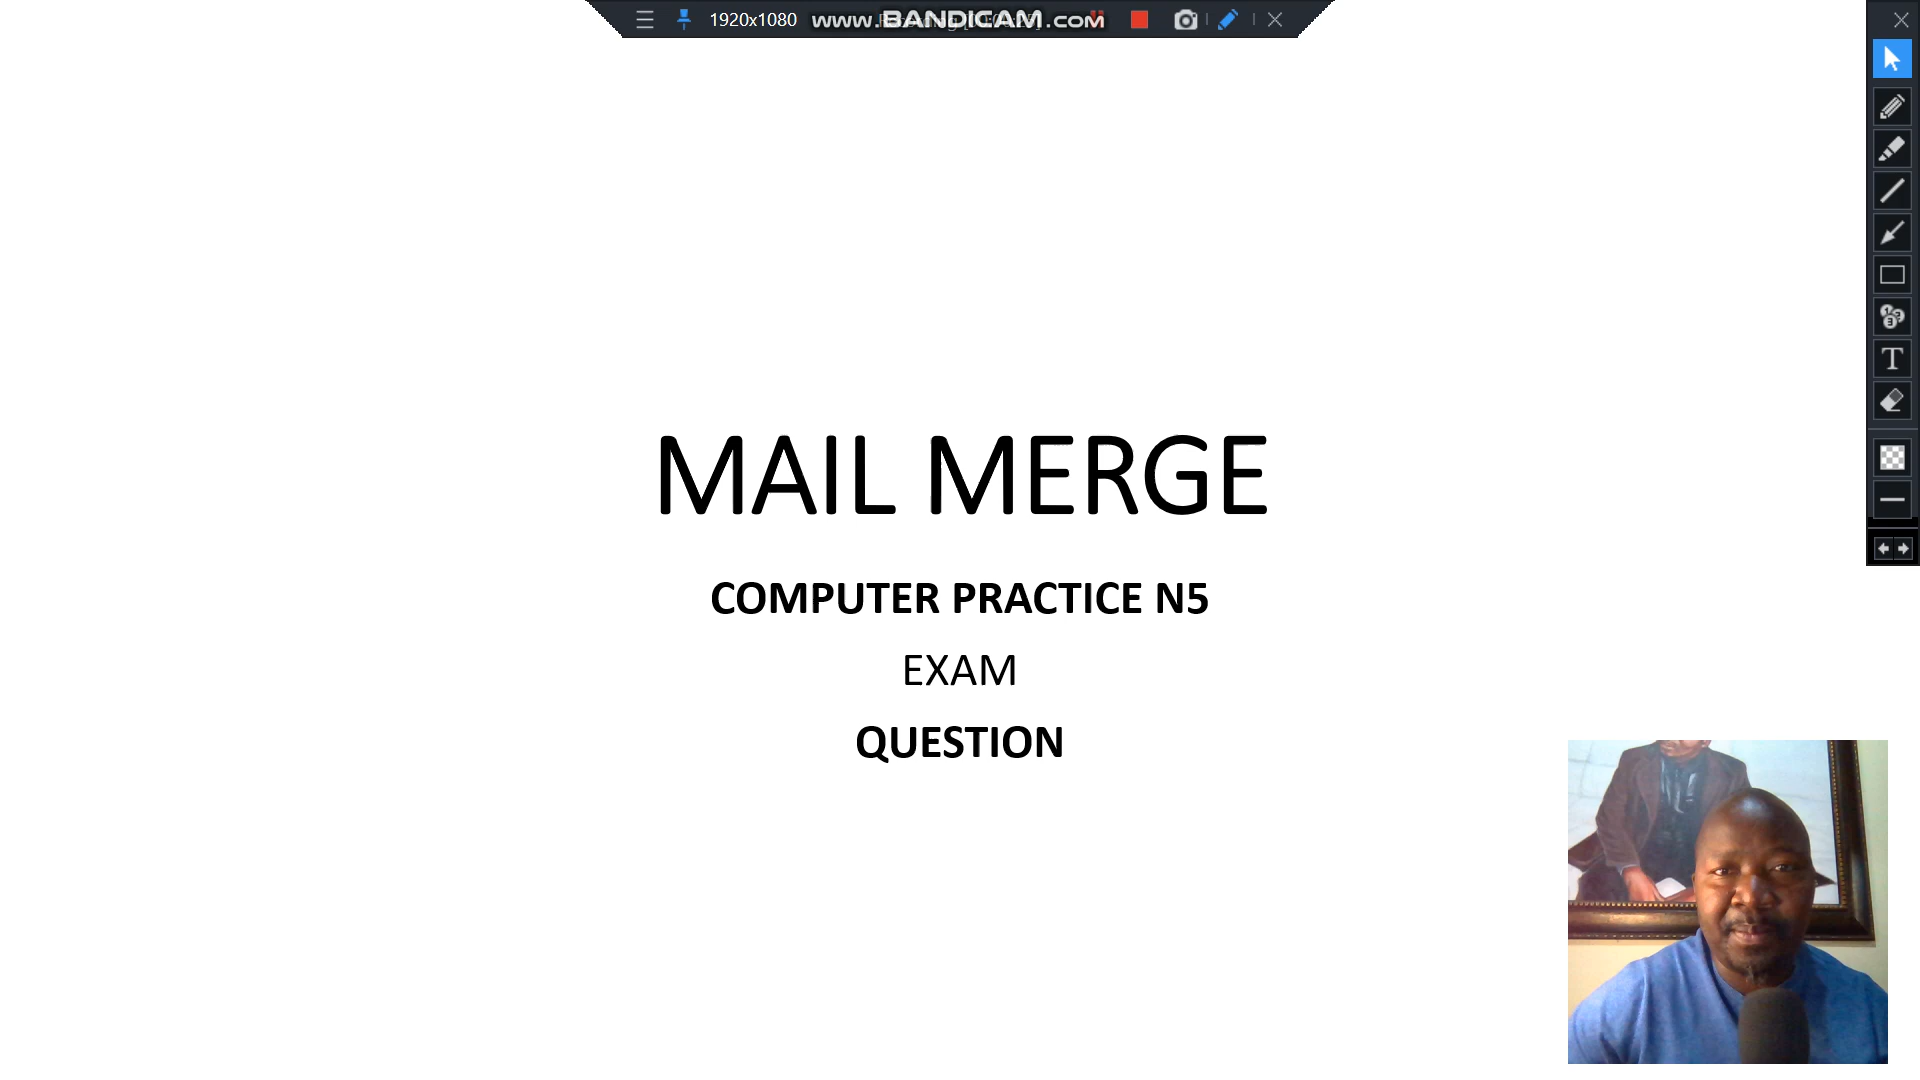 1920x1080 www.BANDICAM.com
MAIL MERGE
COMPUTER PRACTICE N5
EXAM
QUESTION